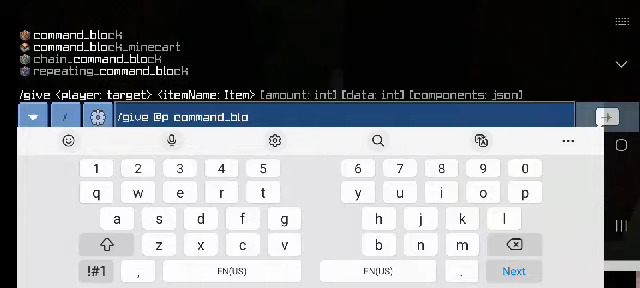 command_block
command_block_minecart
chain_command_block
repeating_command_block
/give <player: target> <itemName: Item> [amount: int] [data: int] [components: json]
/ /give @p command_blo
1 2 3 4 5 6 7 8 9 0
q w e r t y u i o p
a s d f g h j k l
z x c v b n m
!#1 , EN(US) EN(US) . Next